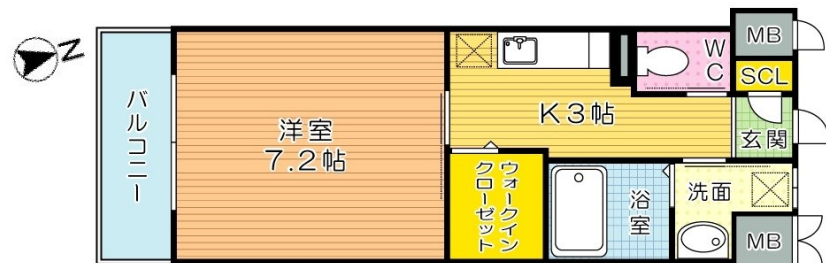 N
バルコニー
洋室
7.2帖
K3帖
WC
MB
SCL
玄関
ウォークイン
クローゼット
浴室
洗面
MB